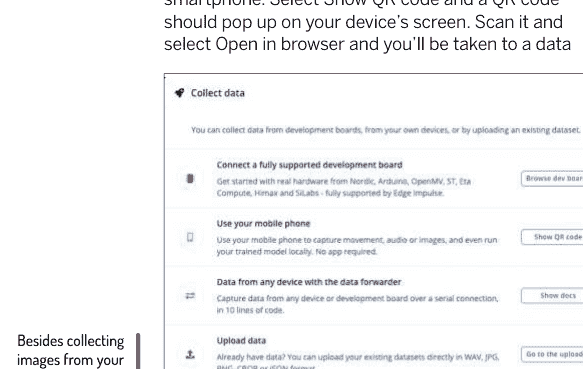 smartphone. Select Show QR code and a QR code
should pop up on your device's screen. Scan it and
select Open in browser and you'll be taken to a data
Collect data
You can collect data from development boards, from your own devices, or by uploading an existing dataset.
Connect a fully supported development board
Get started with real hardware from Nordic, Arduino, OpenMV, ST, Eta
Compute, Himax and SiLabs - fully supported by Edge Impulse.
Browse dev boar
Use your mobile phone
Use your mobile phone to capture movement, audio or images, and even run
your trained model locally. No app required.
Show QR code
Data from any device with the data forwarder
Capture data from any device or development board over a serial connection,
in 10 lines of code.
Show docs
Upload data
Already have data? You can upload your existing datasets directly in WAV, JPG,
PNG, CBOR or JSON format.
Go to the upload
Besides collecting
images from your